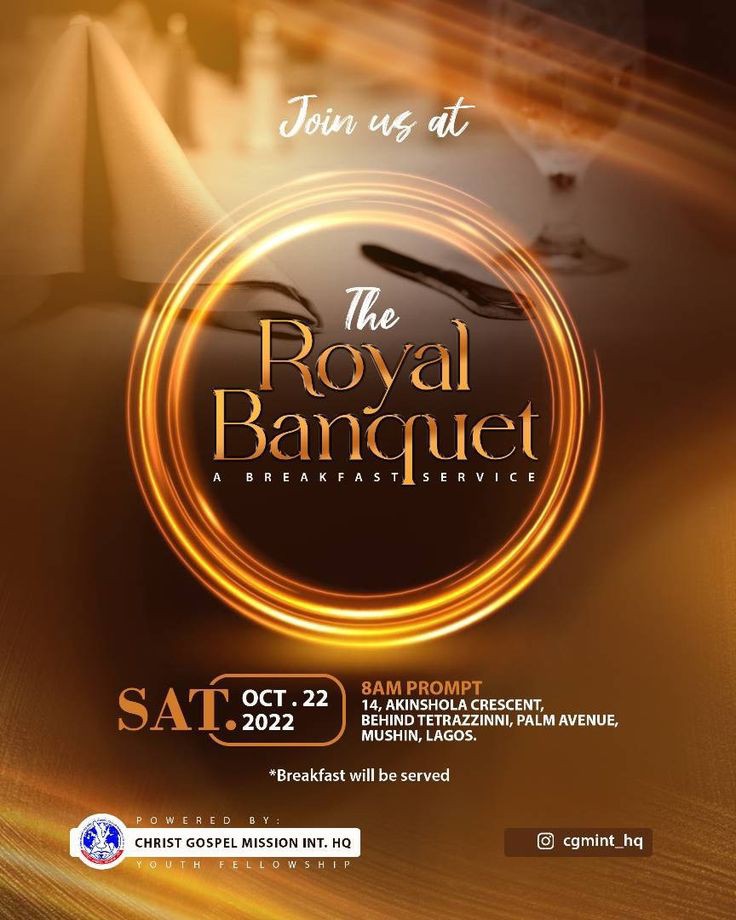 Join us at
The
Royal
Banquet
A BREAKFAST SERVICE
SAT.
OCT . 22
2022
8AM PROMPT
14, AKINSHOLA CRESCENT,
BEHIND TETRAZZINNI, PALM AVENUE,
MUSHIN, LAGOS.
*Breakfast will be served
POWERED BY:
CHRIST GOSPEL MISSION INT. HQ
YOUTH FELLOWSHIP
cgmint_hq